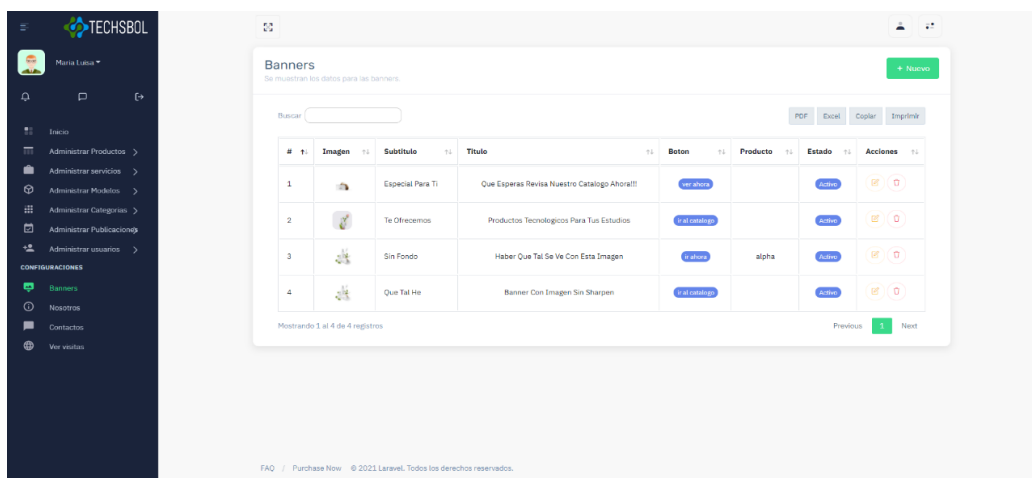 TECHSBOL
Maria Luisa
Inicio
Administrar Productos
Administrar servicios
Administrar Modelos
Administrar Categorias
Administrar Publicaciones
Administrar usuarios
CONFIGURACIONES
Banners
Nosotros
Contactos
Ver visitas
Banners
Se muestran los datos para las banners.
+ Nuevo
Buscar
PDF Excel Copiar Imprimir
# Imagen Subtitulo Titulo Boton Producto Estado Acciones
1 Especial Para Ti Que Esperas Revisa Nuestro Catalogo Ahora!!! ver ahora Activo
2 Te Ofrecemos Productos Tecnologicos Para Tus Estudios ir al catalogo Activo
3 Sin Fondo Haber Que Tal Se Ve Con Esta Imagen ir ahora alpha Activo
4 Que Tal He Banner Con Imagen Sin Sharpen ir al catalogo Activo
Mostrando 1 al 4 de 4 registros
Previous 1 Next
FAQ / Purchase Now © 2021 Laravel. Todos los derechos reservados.